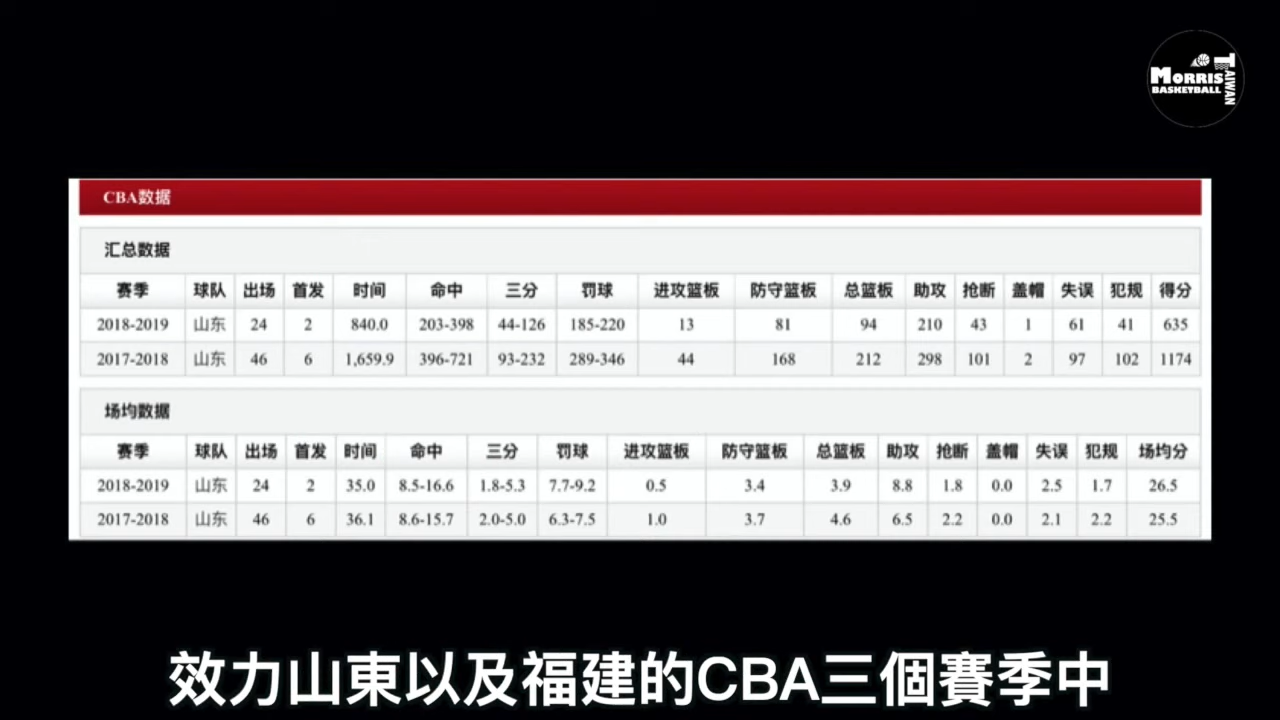 MORRIS
BASKETBALL
TAIWAN
CBA数据
汇总数据
赛季 球队 出场 首发 时间 命中 三分 罚球 进攻篮板 防守篮板 总篮板 助攻 抢断 盖帽 失误 犯规 得分
2018-2019 山东 24 2 840.0 203-398 44-126 185-220 13 81 94 210 43 1 61 41 635
2017-2018 山东 46 6 1,659.9 396-721 93-232 289-346 44 168 212 298 101 2 97 102 1174
场均数据
赛季 球队 出场 首发 时间 命中 三分 罚球 进攻篮板 防守篮板 总篮板 助攻 抢断 盖帽 失误 犯规 场均分
2018-2019 山东 24 2 35.0 8.5-16.6 1.8-5.3 7.7-9.2 0.5 3.4 3.9 8.8 1.8 0.0 2.5 1.7 26.5
2017-2018 山东 46 6 36.1 8.6-15.7 2.0-5.0 6.3-7.5 1.0 3.7 4.6 6.5 2.2 0.0 2.1 2.2 25.5
效力山東以及福建的CBA三個賽季中